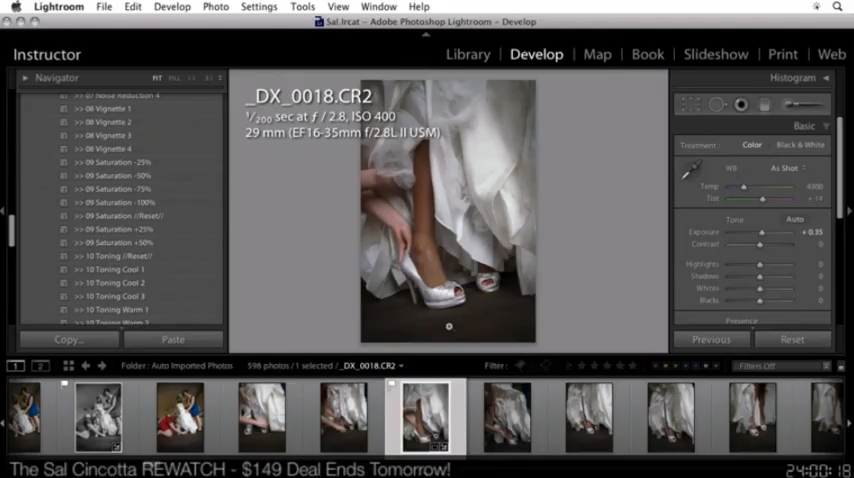 Lightroom File Edit Develop Photo Settings Tools View Window Help
Sal.lrcat - Adobe Photoshop Lightroom - Develop
Instructor
Library | Develop | Map | Book | Slideshow | Print | Web
Navigator FIT FILL
Histogram
>> 07 Noise Reduction 4
>> 08 Vignette 1
>> 08 Vignette 2
>> 08 Vignette 3
>> 08 Vignette 4
>> 09 Saturation -25%
>> 09 Saturation -50%
>> 09 Saturation -75%
>> 09 Saturation -100%
>> 09 Saturation //Reset//
>> 09 Saturation +25%
>> 09 Saturation +50%
>> 10 Toning //Reset//
>> 10 Toning Cool 1
>> 10 Toning Cool 2
>> 10 Toning Cool 3
>> 10 Toning Warm 1
>> 10 Toning Warm 2
Copy... Paste
_DX_0018.CR2
1/200 sec at f / 2.8, ISO 400
29 mm (EF16-35mm f/2.8L II USM)
Basic
Treatment: Color Black & White
WB As Shot
Temp
Tint + 14
Tone Auto
Exposure + 0.35
Contrast 0
Highlights 0
Shadows 0
Whites 0
Blacks 0
Presence
Previous Reset
1 2 Folder : Auto Imported Photos 598 photos / 1 selected / _DX_0018.CR2 Filter : Filters Off
The Sal Cincotta REWATCH - $149 Deal Ends Tomorrow! 24:00:18